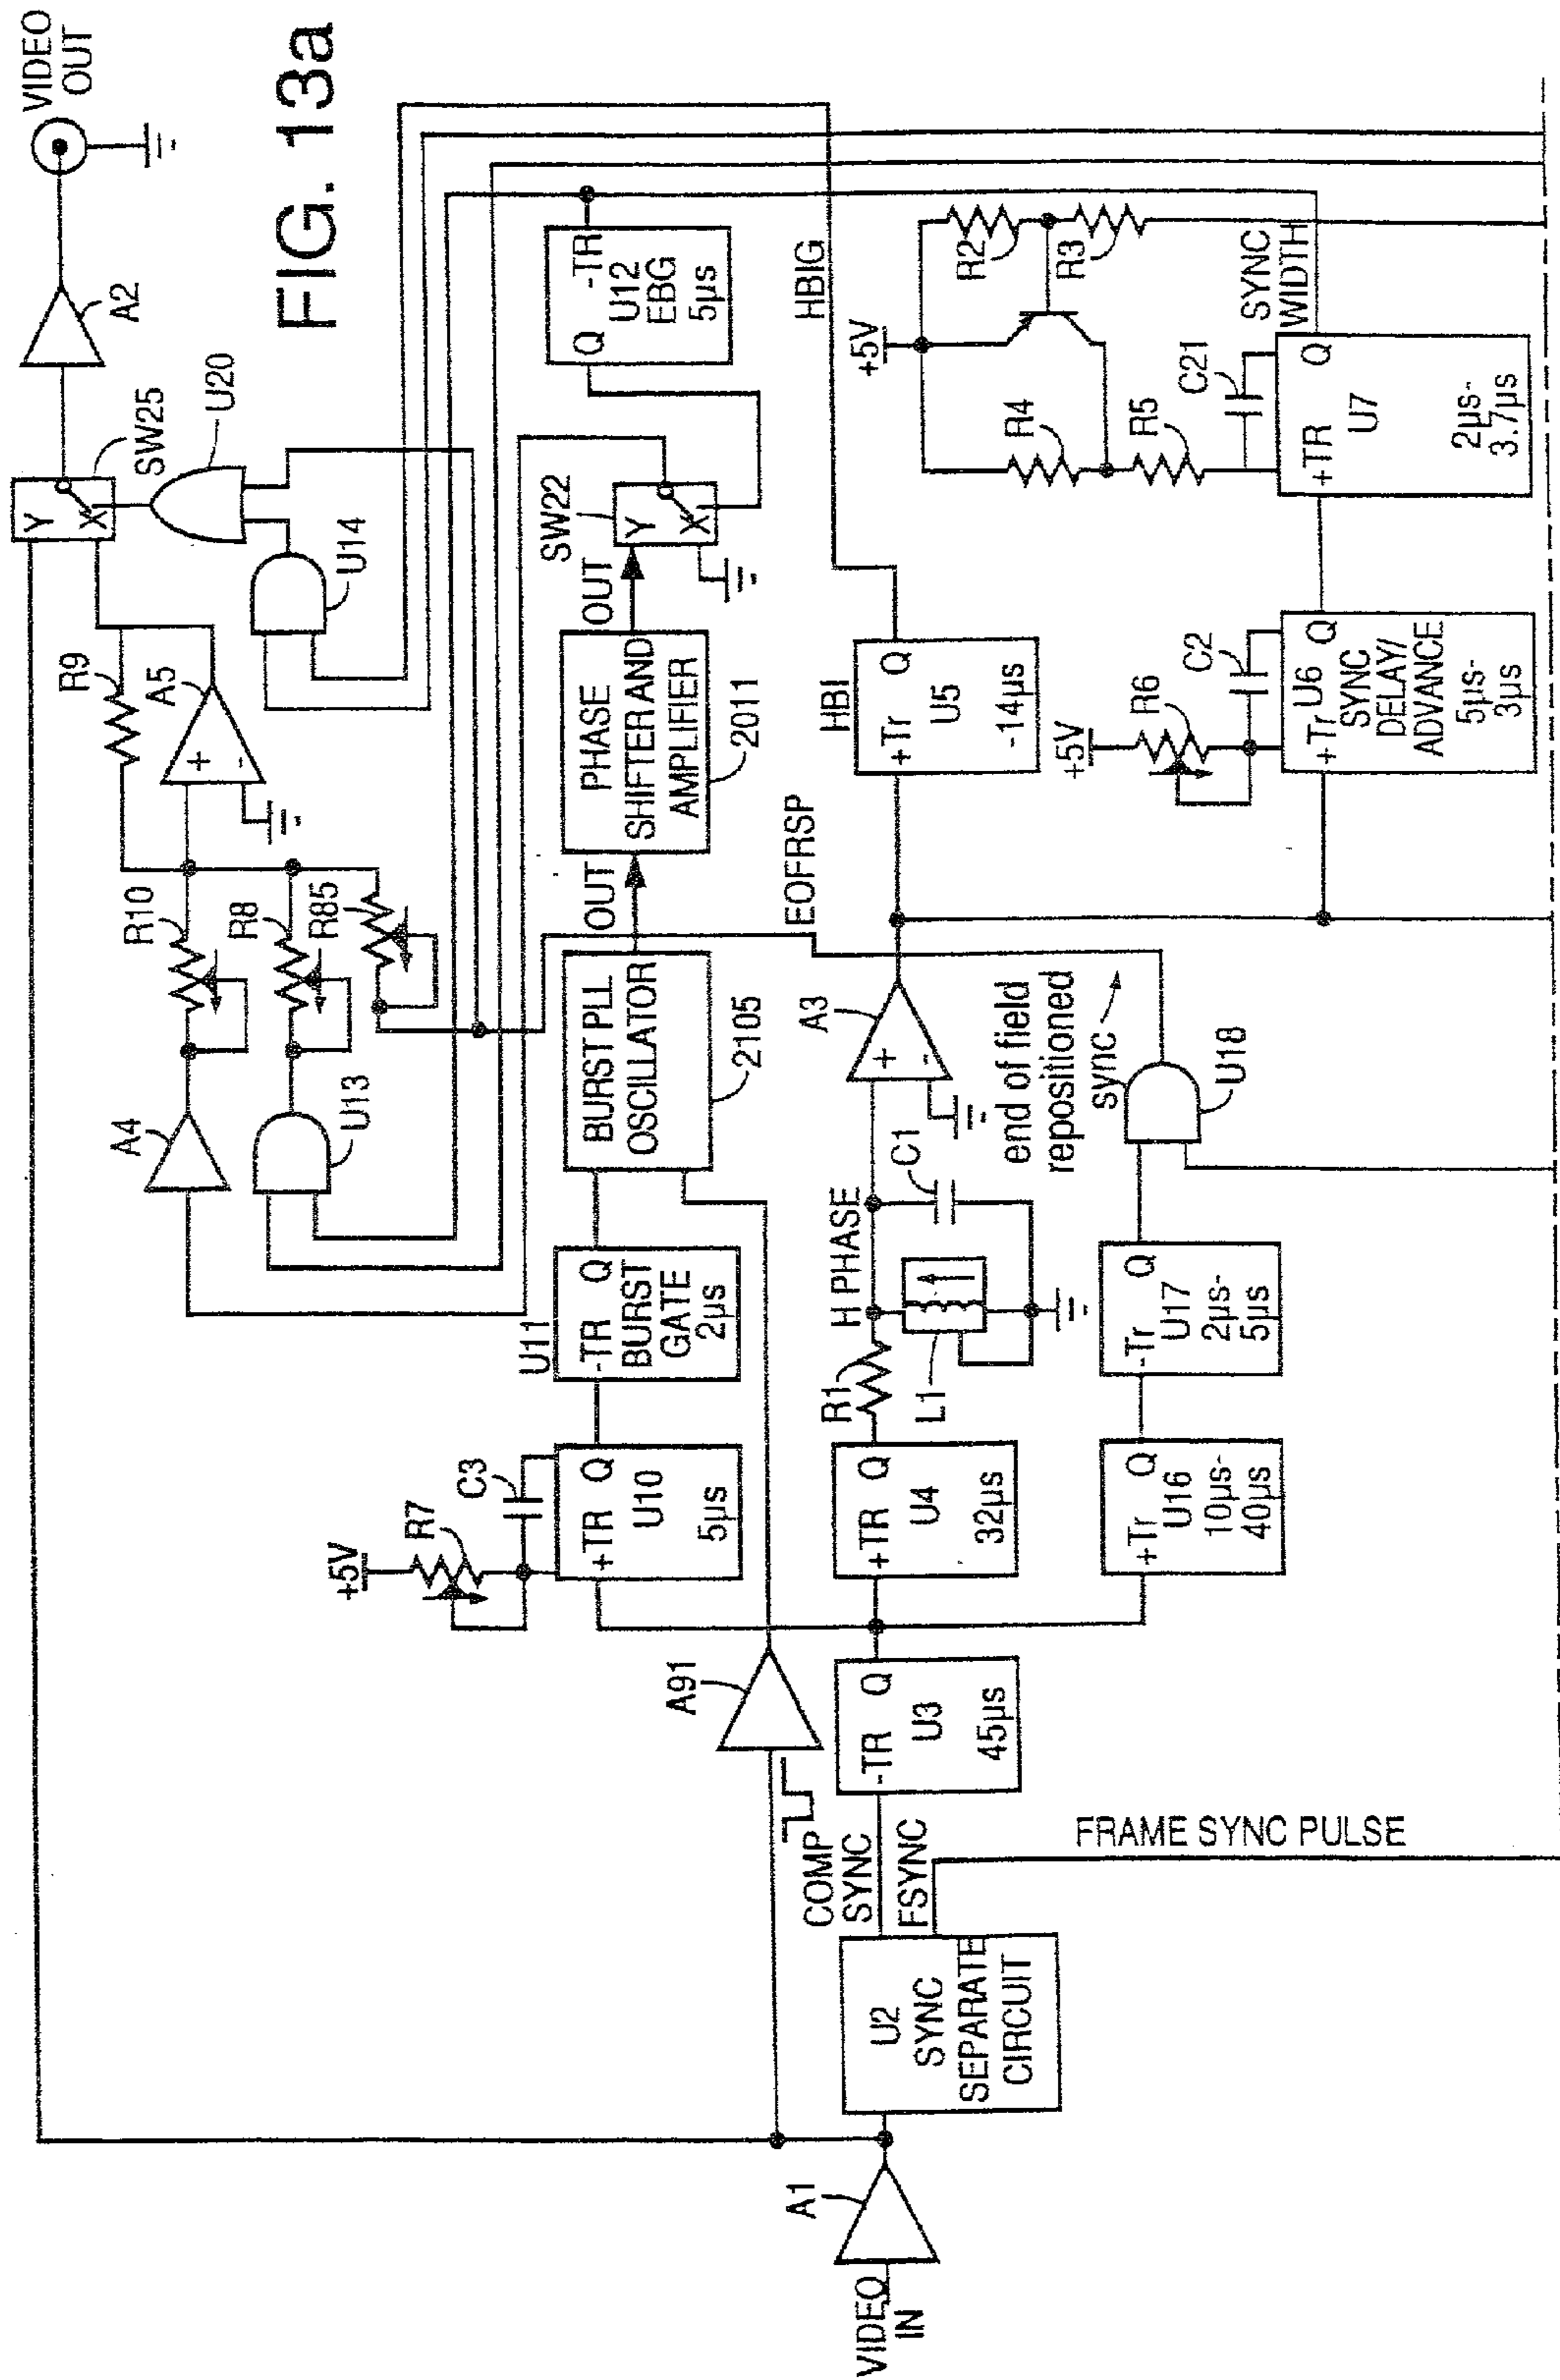 FIG. 13a
VIDEO
OUT
A2
Y
X
SW25
U20
R9
A5
+
-
U14
R10
R8
R85
A4
U13
-TR
Q
U12
EBG
5µs
SW22
Y
X
OUT
PHASE
SHIFTER AND
AMPLIFIER
2011
OUT
BURST PLL
OSCILLATOR
2105
U11
-TR Q
BURST
GATE
2µs
+5V
R7
C3
+TR Q
U10
5µs
A91
HBIG
HBI
+Tr Q
U5
-14µs
EOFRSP
A3
+
-
H PHASE
C1
R1
L1
+TR Q
U4
32µs
-TR Q
U3
45µs
COMP
SYNC
FSYNC
U2
SYNC
SEPARATE
CIRCUIT
A1
VIDEO
IN
FRAME SYNC PULSE
end of field
repositioned
sync
U18
-Tr Q
U17
2µs-
5µs
+Tr Q
U16
10µs-
40µs
+5V
R6
C2
+Tr U6 Q
SYNC
DELAY/
ADVANCE
5µs-
3µs
+5V
R2
R3
R4
R5
C21
SYNC
WIDTH
+TR Q
U7
2µs-
3.7µs